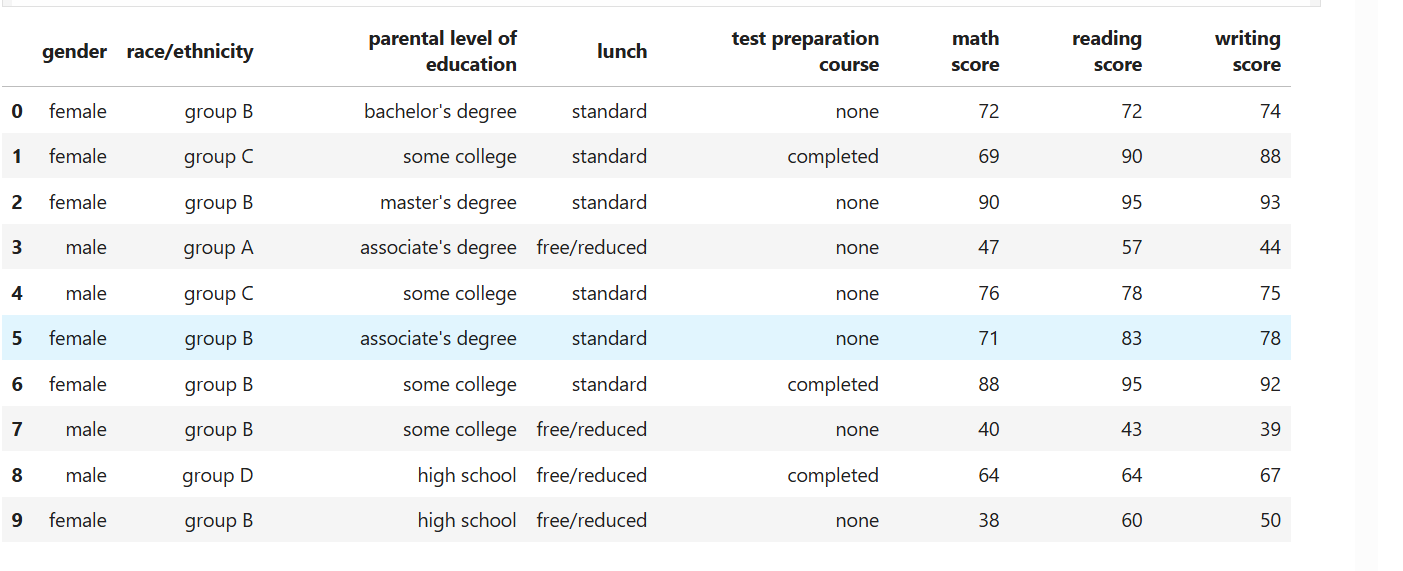 gender race/ethnicity parental level of education lunch test preparation course math score reading score writing score
0 female group B bachelor's degree standard none 72 72 74
1 female group C some college standard completed 69 90 88
2 female group B master's degree standard none 90 95 93
3 male group A associate's degree free/reduced none 47 57 44
4 male group C some college standard none 76 78 75
5 female group B associate's degree standard none 71 83 78
6 female group B some college standard completed 88 95 92
7 male group B some college free/reduced none 40 43 39
8 male group D high school free/reduced completed 64 64 67
9 female group B high school free/reduced none 38 60 50